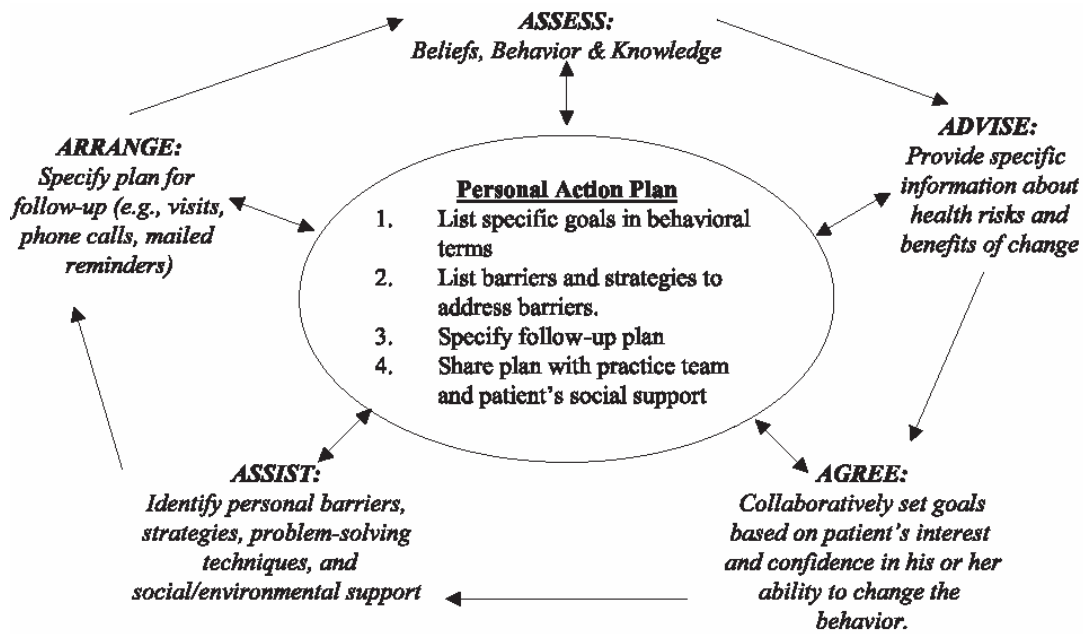 ASSESS:
Beliefs, Behavior & Knowledge
ADVISE:
Provide specific
information about
health risks and
benefits of change
ARRANGE:
Specify plan for
follow-up (e.g., visits,
phone calls, mailed
reminders)
Personal Action Plan
1. List specific goals in behavioral
terms
2. List barriers and strategies to
address barriers.
3. Specify follow-up plan
4. Share plan with practice team
and patient's social support
ASSIST:
Identify personal barriers,
strategies, problem-solving
techniques, and
social/environmental support
AGREE:
Collaboratively set goals
based on patient's interest
and confidence in his or her
ability to change the
behavior.